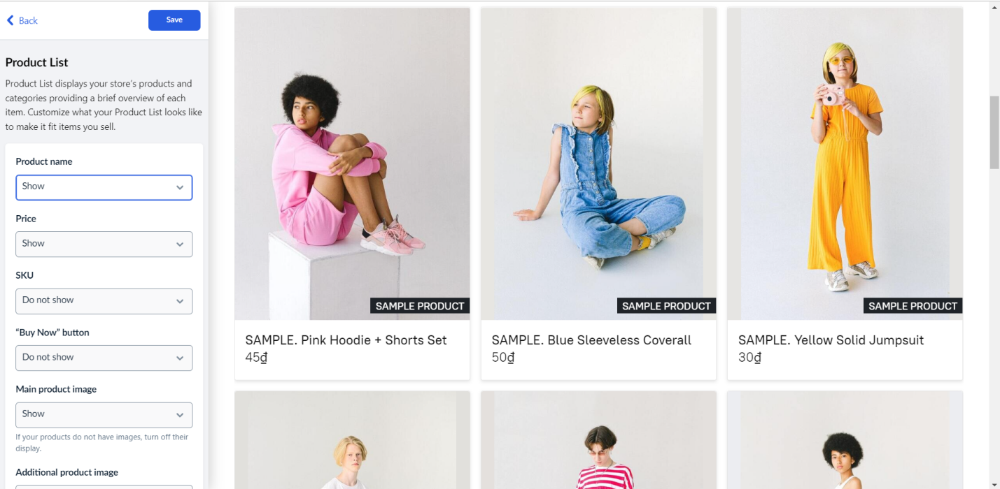 Back
Save
Product List
Product List displays your store's products and
categories providing a brief overview of each
item. Customize what your Product List looks like
to make it fit items you sell.
Product name
Show
Price
Show
SKU
Do not show
“Buy Now” button
Do not show
Main product image
Show
If your products do not have images, turn off their
display.
Additional product image
SAMPLE PRODUCT
SAMPLE. Pink Hoodie + Shorts Set
45₫
SAMPLE PRODUCT
SAMPLE. Blue Sleeveless Coverall
50₫
SAMPLE PRODUCT
SAMPLE. Yellow Solid Jumpsuit
30₫